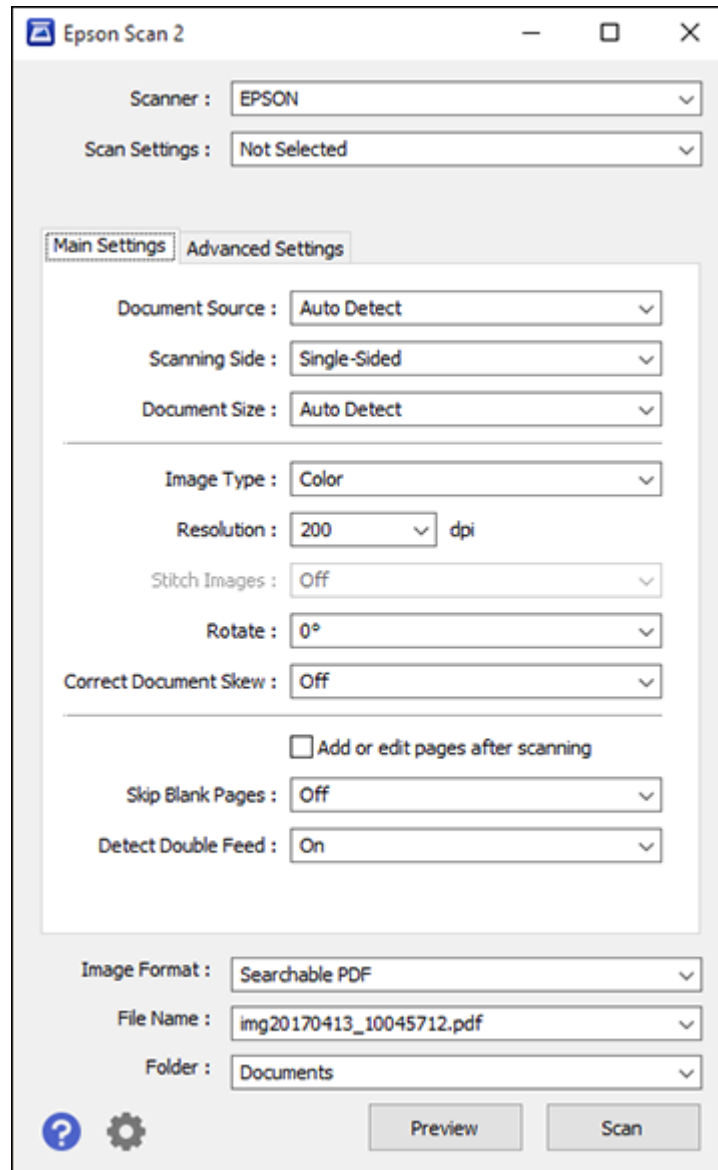 Epson Scan 2
Scanner : EPSON
Scan Settings : Not Selected
Main Settings Advanced Settings
Document Source : Auto Detect
Scanning Side : Single-Sided
Document Size : Auto Detect
Image Type : Color
Resolution : 200 dpi
Stitch Images : Off
Rotate : 0°
Correct Document Skew : Off
Add or edit pages after scanning
Skip Blank Pages : Off
Detect Double Feed : On
Image Format : Searchable PDF
File Name : img20170413_10045712.pdf
Folder : Documents
? Preview Scan